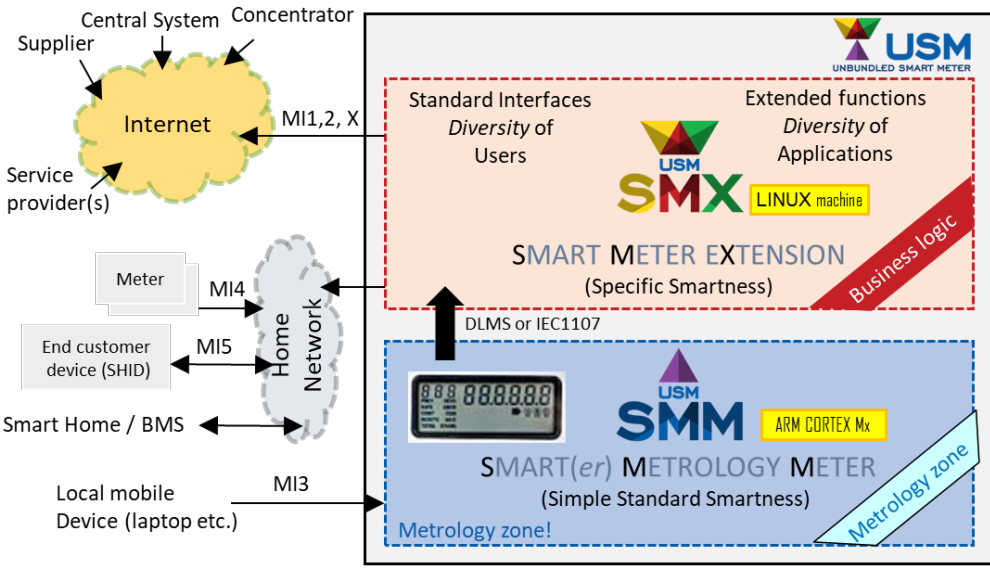 Central System
Concentrator
Supplier
Internet
Service
provider(s)
MI1,2, X
USM
UNBUNDLED SMART METER
Standard Interfaces
Diversity of
Users
Extended functions
Diversity of
Applications
USM
SMX
LINUX machine
SMART METER EXTENSION
(Specific Smartness)
Business logic
Meter
MI4
End customer
device (SHID)
MI5
Home
Network
Smart Home / BMS
DLMS or IEC1107
USM
SMM
ARM CORTEX Mx
SMART(er) METROLOGY METER
(Simple Standard Smartness)
Metrology zone
Metrology zone!
MI3
Local mobile
Device (laptop etc.)